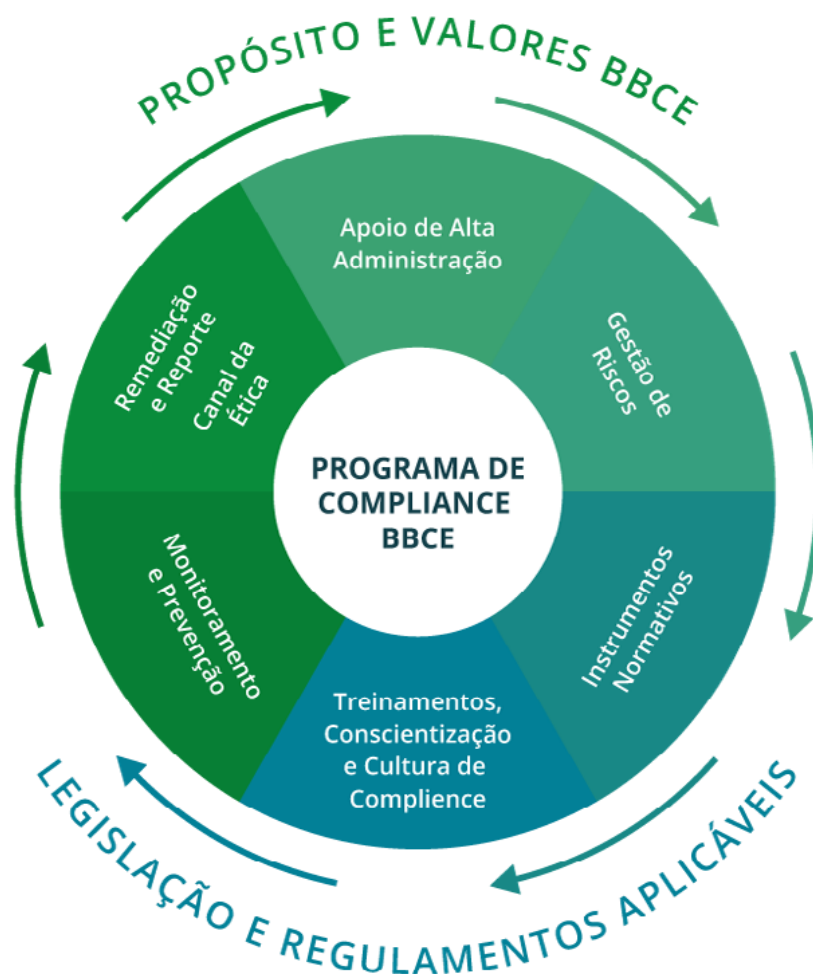 PROPÓSITO E VALORES BBCE
Apoio de Alta
Administração
Gestão de
Riscos
Instrumentos
Normativos
Treinamentos,
Conscientização
e Cultura de
Complience
Monitoramento
e Prevenção
Remediação
e Reporte
Canal da
Ética
PROGRAMA DE
COMPLIANCE
BBCE
LEGISLAÇÃO E REGULAMENTOS APLICÁVEIS